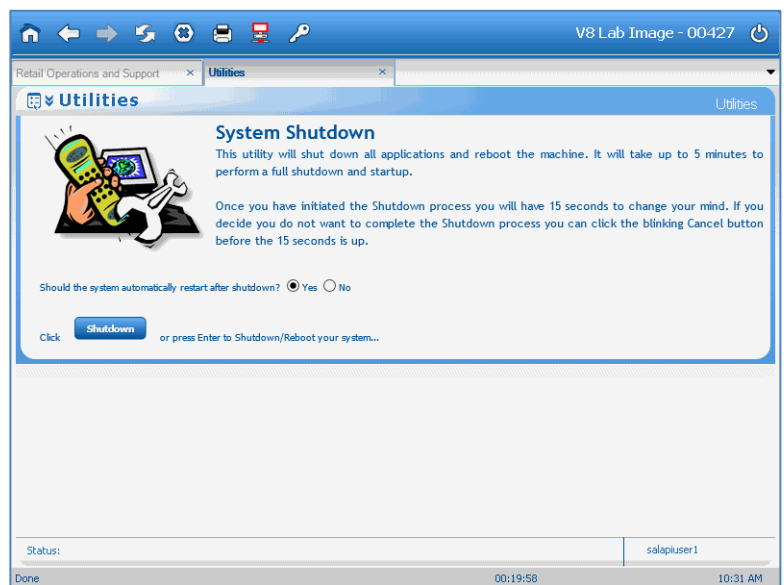 V8 Lab Image - 00427
Retail Operations and Support ×
Utilities ×
Utilities
Utilities
System Shutdown
This utility will shut down all applications and reboot the machine. It will take up to 5 minutes to
perform a full shutdown and startup.
Once you have initiated the Shutdown process you will have 15 seconds to change your mind. If you
decide you do not want to complete the Shutdown process you can click the blinking Cancel button
before the 15 seconds is up.
Should the system automatically restart after shutdown? Yes No
Click Shutdown or press Enter to Shutdown/Reboot your system...
Status: salapiuser1
Done 00:19:58 10:31 AM